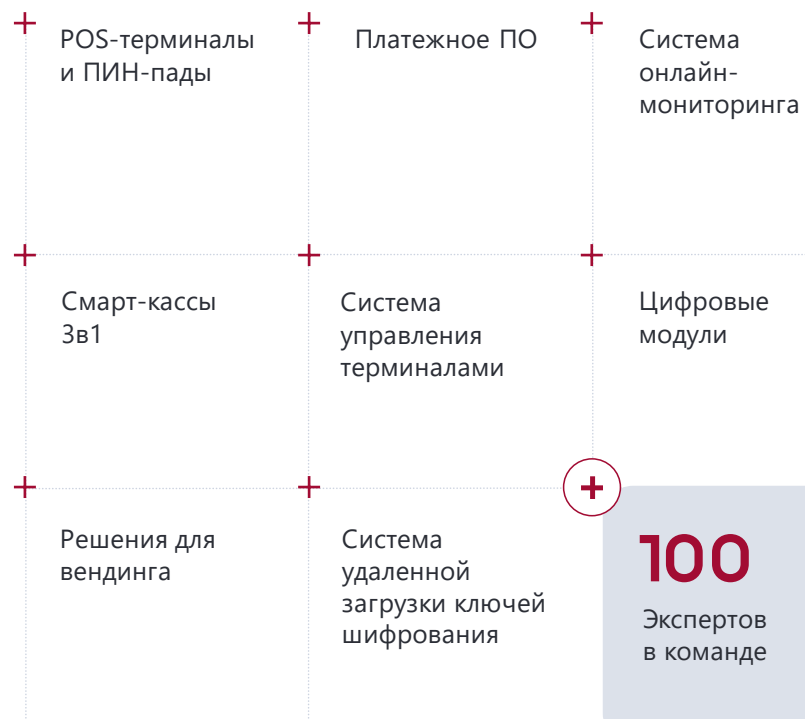 POS-терминалы
и ПИН-пады
Платежное ПО
Система
онлайн-
мониторинга
Смарт-кассы
3в1
Система
управления
терминалами
Цифровые
модули
Решения для
вендинга
Система
удаленной
загрузки ключей
шифрования
100
Экспертов
в команде